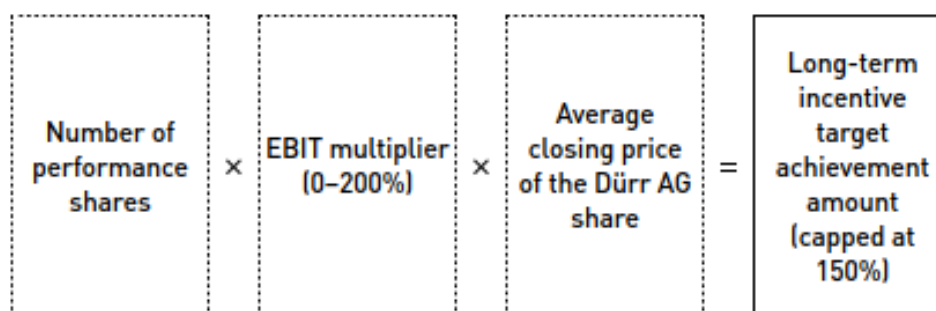 Number of
performance
shares
×
EBIT multiplier
(0–200%)
×
Average
closing price
of the Dürr AG
share
=
Long-term
incentive
target
achievement
amount
(capped at
150%)